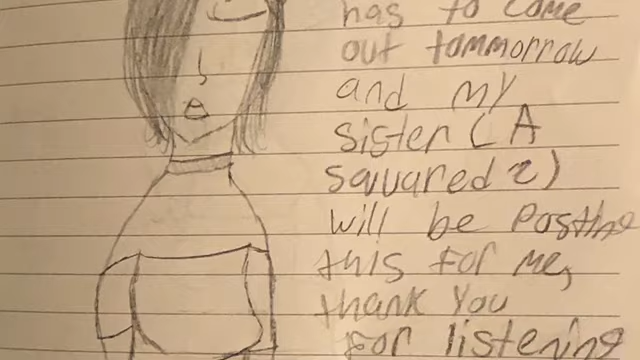 has to come
out tommorrow
and my
sister (A
squared 2)
will be posting
this for me,
thank you
for listening